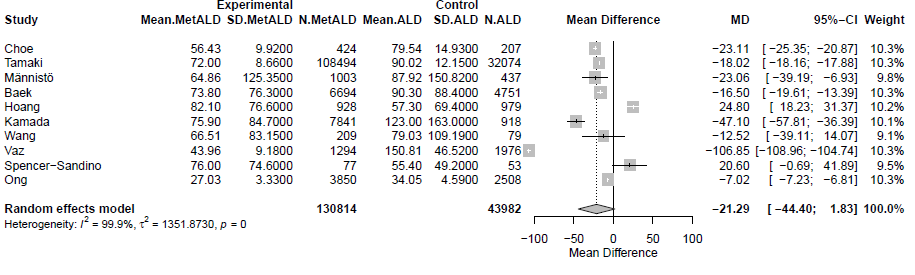 Experimental Control
Study Mean.MetALD SD.MetALD N.MetALD Mean.ALD SD.ALD N.ALD Mean Difference MD 95%−CI Weight
Choe 56.43 9.9200 424 79.54 14.9300 207 −23.11 [ −25.35; −20.87] 10.3%
Tamaki 72.00 8.6600 108494 90.02 12.1500 32074 −18.02 [ −18.16; −17.88] 10.3%
Männistö 64.86 125.3500 1003 87.92 150.8200 437 −23.06 [ −39.19; −6.93] 9.8%
Baek 73.80 76.3000 6694 90.30 88.4000 4751 −16.50 [ −19.61; −13.39] 10.3%
Hoang 82.10 76.6000 928 57.30 69.4000 979 24.80 [ 18.23; 31.37] 10.2%
Kamada 75.90 84.7000 7841 123.00 163.0000 918 −47.10 [ −57.81; −36.39] 10.1%
Wang 66.51 83.1500 209 79.03 109.1900 79 −12.52 [ −39.11; 14.07] 9.1%
Vaz 43.96 9.1800 1294 150.81 46.5200 1976 −106.85 [−108.96; −104.74] 10.3%
Spencer−Sandino 76.00 74.6000 77 55.40 49.2000 53 20.60 [ −0.69; 41.89] 9.5%
Ong 27.03 3.3300 3850 34.05 4.5900 2508 −7.02 [ −7.23; −6.81] 10.3%
Random effects model 130814 43982 −21.29 [ −44.40; 1.83] 100.0%
Heterogeneity: I² = 99.9%, τ² = 1351.8730, p = 0
−100 −50 0 50 100
Mean Difference